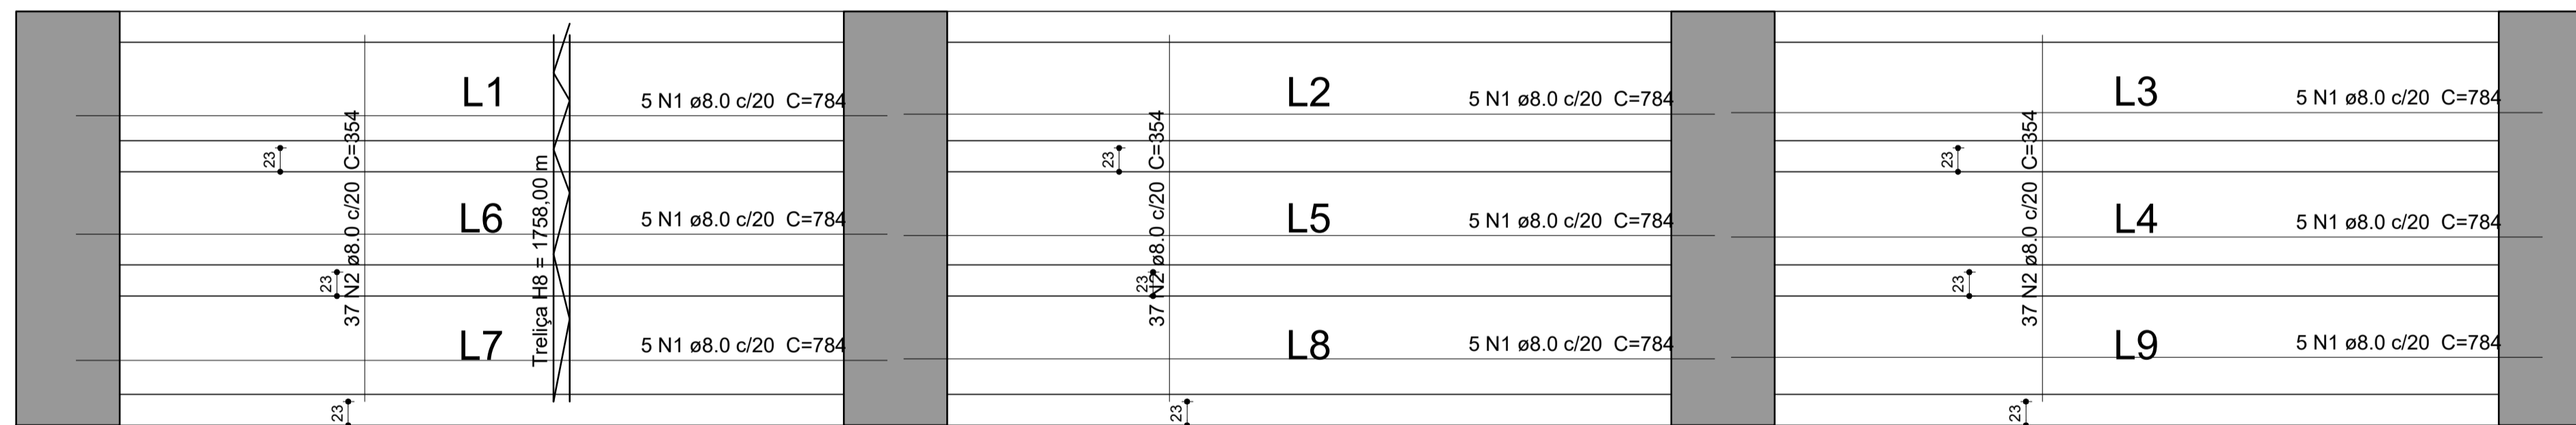 L1
5 N1 ø8.0 c/20 C=784
L2
5 N1 ø8.0 c/20 C=784
L3
5 N1 ø8.0 c/20 C=784
23
37 N2 ø8.0 c/20 C=354
Treliça H8 = 1758,00 m
23
37 N2 ø8.0 c/20 C=354
23
37 N2 ø8.0 c/20 C=354
L6
5 N1 ø8.0 c/20 C=784
L5
5 N1 ø8.0 c/20 C=784
L4
5 N1 ø8.0 c/20 C=784
23
23
23
L7
5 N1 ø8.0 c/20 C=784
L8
5 N1 ø8.0 c/20 C=784
L9
5 N1 ø8.0 c/20 C=784
23
23
23